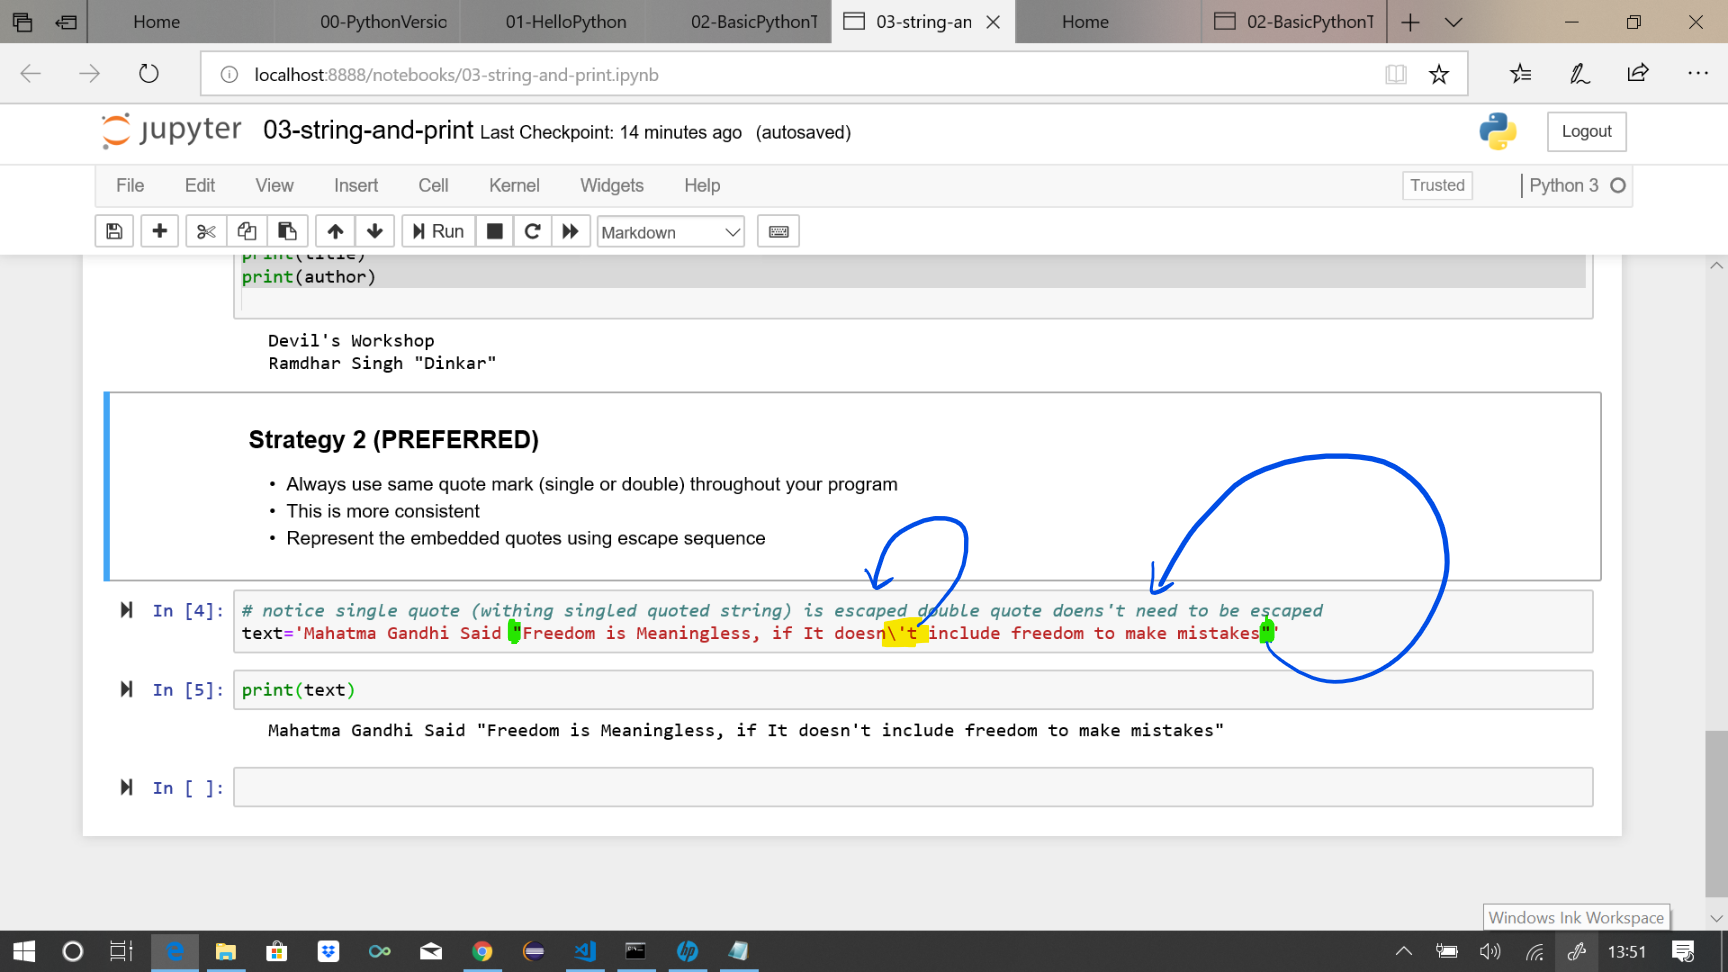 Home 00-PythonVersio 01-HelloPython 02-BasicPythonT 03-string-an Home 02-BasicPythonT
localhost:8888/notebooks/03-string-and-print.ipynb
jupyter 03-string-and-print Last Checkpoint: 14 minutes ago (autosaved) Logout
File Edit View Insert Cell Kernel Widgets Help Trusted Python 3
Run Markdown
print(title)
print(author)
Devil's Workshop
Ramdhar Singh "Dinkar"
Strategy 2 (PREFERRED)
• Always use same quote mark (single or double) throughout your program
• This is more consistent
• Represent the embedded quotes using escape sequence
In [4]: # notice single quote (withing singled quoted string) is escaped double quote doens't need to be escaped
text='Mahatma Gandhi Said "Freedom is Meaningless, if It doesn\'t include freedom to make mistakes"'
In [5]: print(text)
Mahatma Gandhi Said "Freedom is Meaningless, if It doesn't include freedom to make mistakes"
In [ ]:
Windows Ink Workspace
13:51